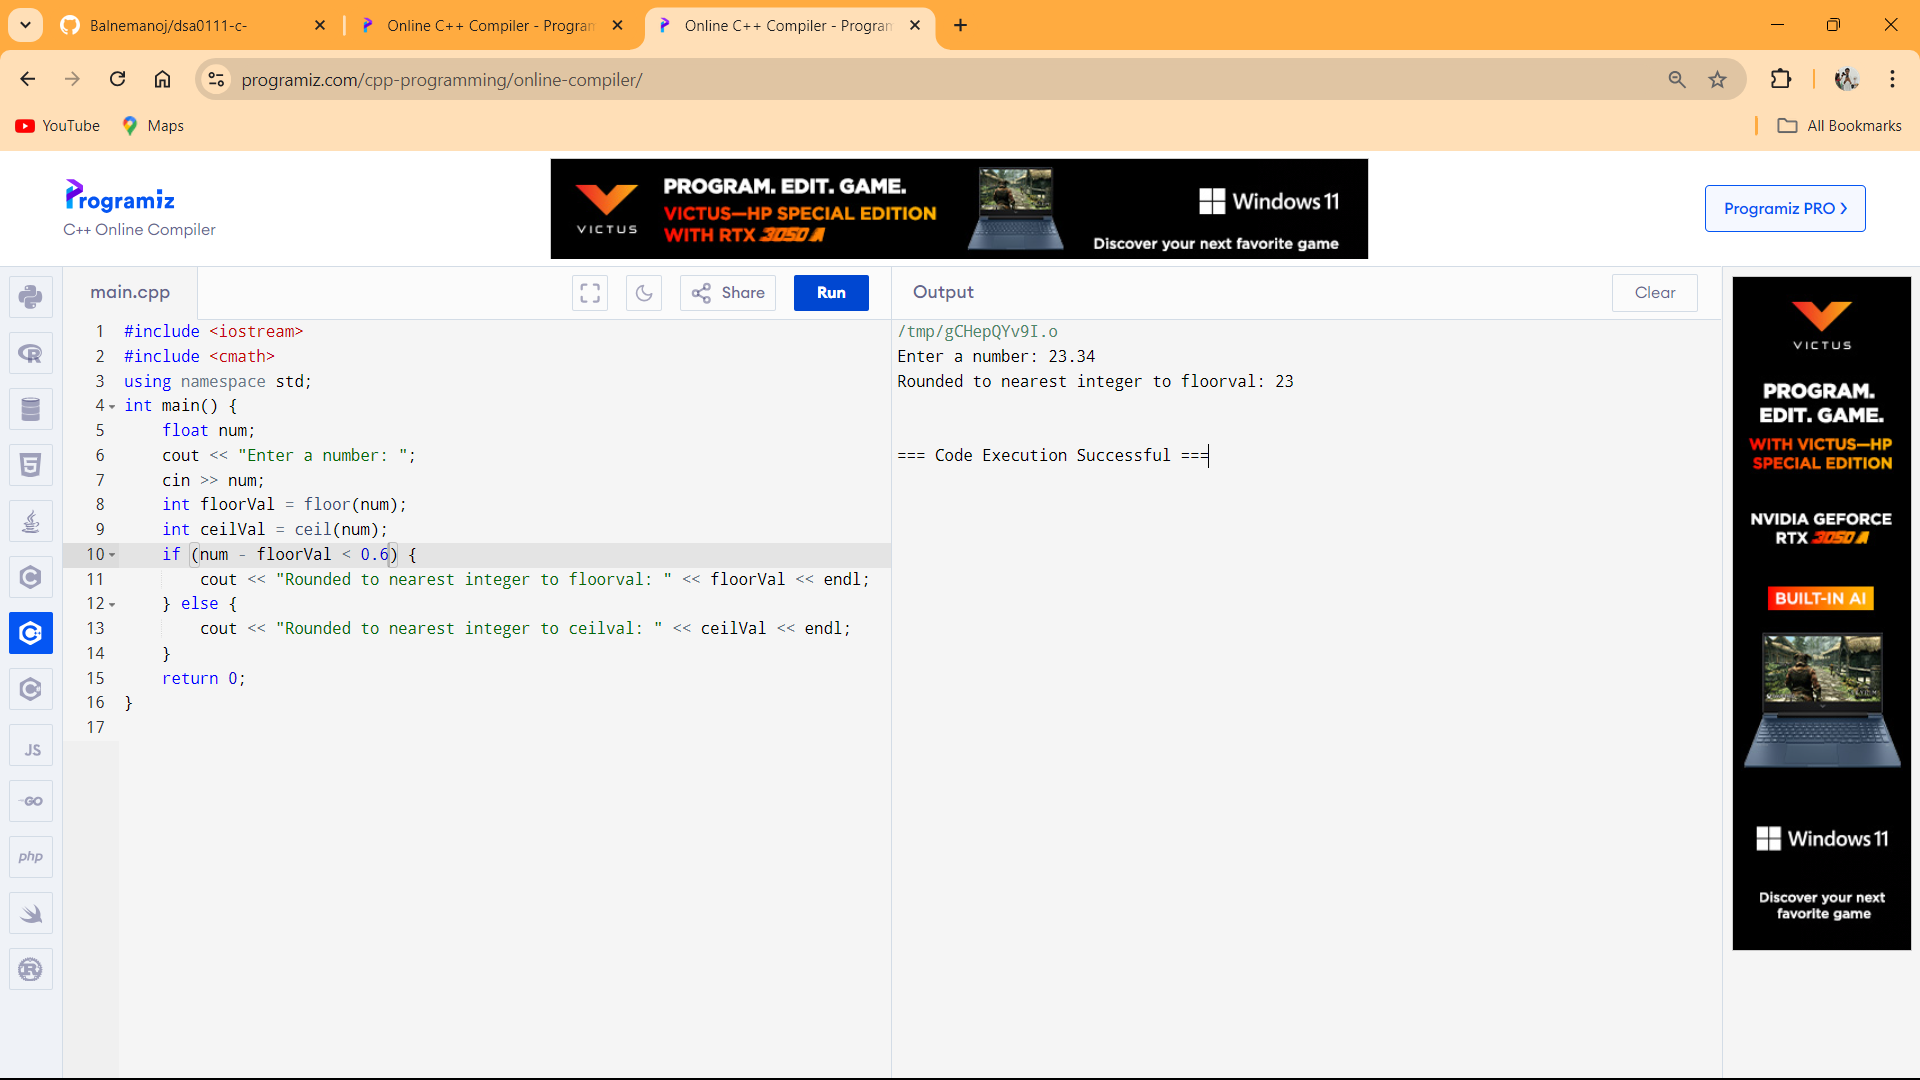 Balnemanoj/dsa0111-c-
Online C++ Compiler - Program
Online C++ Compiler - Program
programiz.com/cpp-programming/online-compiler/
YouTube
Maps
All Bookmarks
Programiz
C++ Online Compiler
VICTUS
PROGRAM. EDIT. GAME.
VICTUS—HP SPECIAL EDITION
WITH RTX 3050 A
Windows 11
Discover your next favorite game
Programiz PRO
main.cpp
Share
Run
Output
Clear
1 #include <iostream>
2 #include <cmath>
3 using namespace std;
4 int main() {
5 float num;
6 cout << "Enter a number: ";
7 cin >> num;
8 int floorVal = floor(num);
9 int ceilVal = ceil(num);
10 if (num - floorVal < 0.6) {
11 cout << "Rounded to nearest integer to floorval: " << floorVal << endl;
12 } else {
13 cout << "Rounded to nearest integer to ceilval: " << ceilVal << endl;
14 }
15 return 0;
16 }
17
/tmp/gCHepQYv9I.o
Enter a number: 23.34
Rounded to nearest integer to floorval: 23
=== Code Execution Successful ===
JS
GO
php
VICTUS
PROGRAM.
EDIT. GAME.
WITH VICTUS—HP
SPECIAL EDITION
NVIDIA GEFORCE
RTX 3050 A
BUILT-IN AI
Windows 11
Discover your next
favorite game